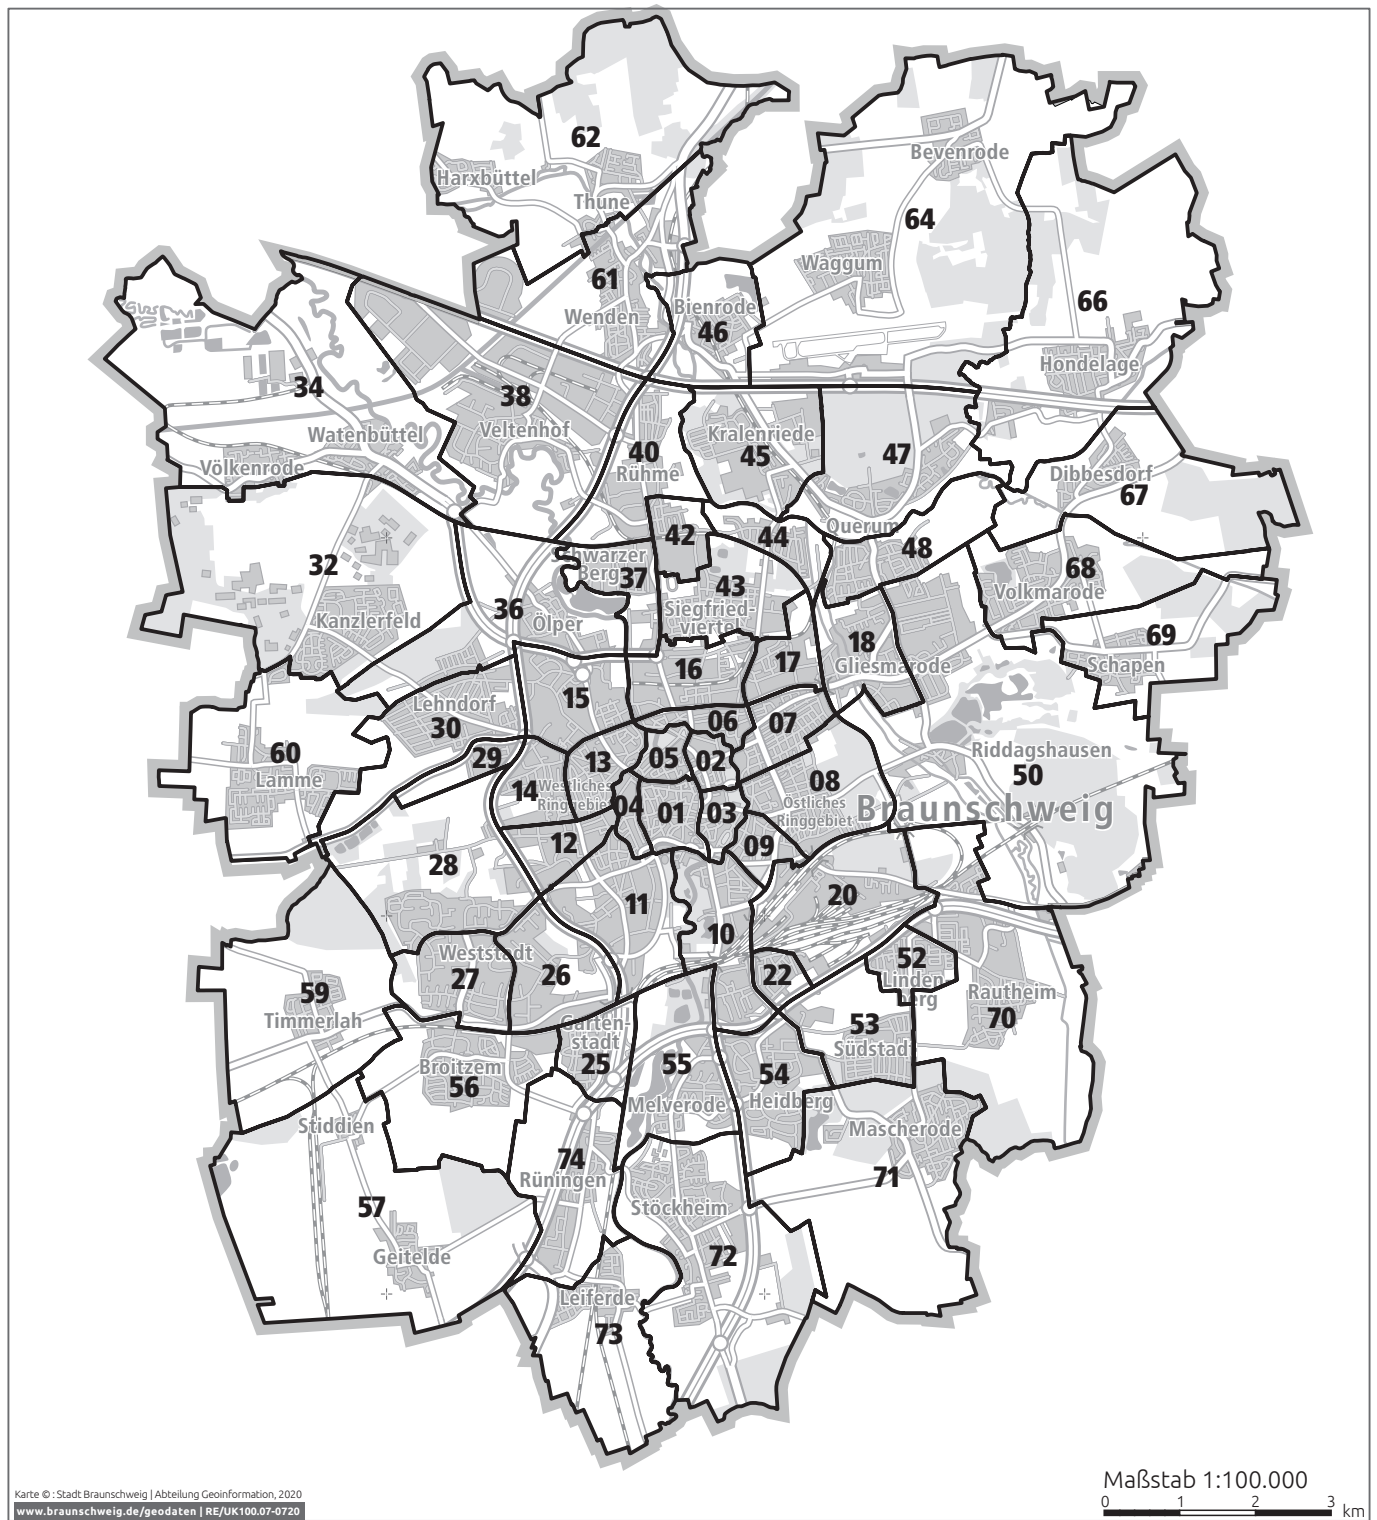 62
Harxbüttel
Thune
Bevenrode
64
Waggum
61
Wenden
Bienrode
46
66
Hondelage
34
38
Veltenhof
Watenbüttel
Völkenrode
40
Rühme
Kralenriede
45
47
Dibbesdorf
67
42
44
Querum
48
32
Kanzlerfeld
Schwarzer
Berg
37
36
Ölper
43
Siegfried-
viertel
68
Volkmarode
18
Gliesmarode
69
Schapen
16
17
15
Lehndorf
30
06
07
29
13
05
02
60
Lamme
14
Westliches
Ringgebiet
04
01
03
08
Östliches
Ringgebiet
Riddagshausen
50
Braunschweig
12
09
28
11
10
20
Weststadt
27
26
22
52
Linden-
berg
59
Timmerlah
Rautheim
70
Garten-
stadt
25
53
Südstadt
Broitzem
56
55
Melverode
54
Heidberg
Stiddien
Mascherode
74
Rüningen
71
57
Geitelde
Stöckheim
72
Leiferde
73
Maßstab 1:100.000
0 1 2 3 km
Karte © : Stadt Braunschweig | Abteilung Geoinformation, 2020
www.braunschweig.de/geodaten | RE/UK100.07-0720